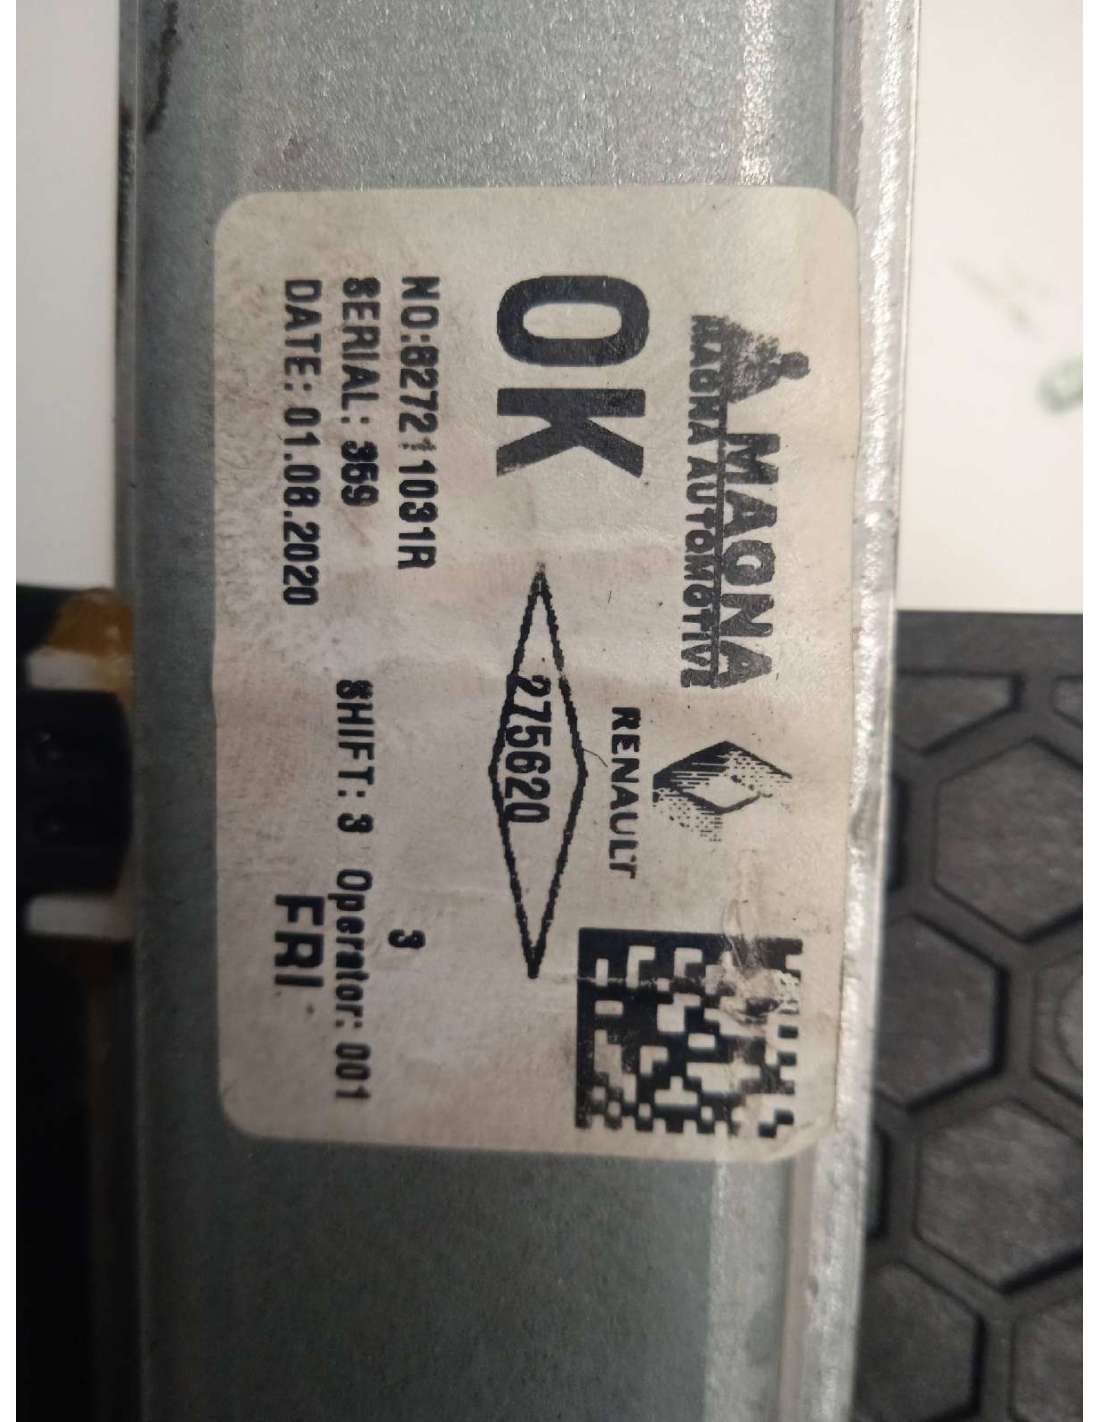 MAGNA
MAGNA AUTOMOTIVE
OK
RENAULT
275620
NO:827211031R
3
SERIAL: 369
SHIFT: 3 Operator: 001
DATE: 01.08.2020
FRI